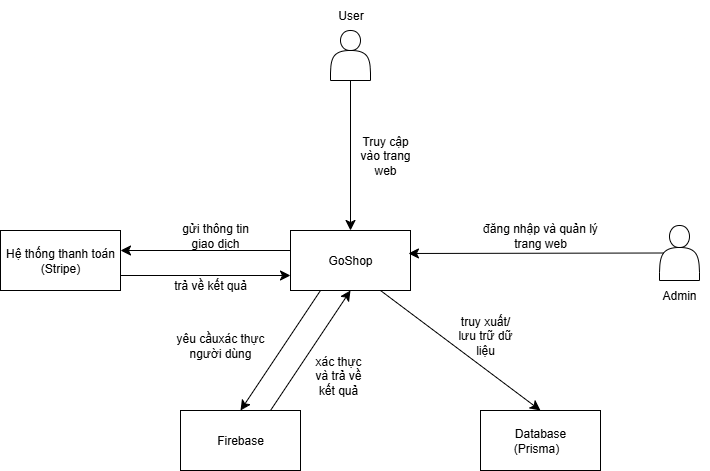 User
Truy cập
vào trang
web
gửi thông tin
giao dịch
đăng nhập và quản lý
trang web
Hệ thống thanh toán
(Stripe)
GoShop
trả về kết quả
Admin
yêu cầuxác thực
người dùng
xác thực
và trả về
kết quả
truy xuất/
lưu trữ dữ
liệu
Firebase
Database
(Prisma)